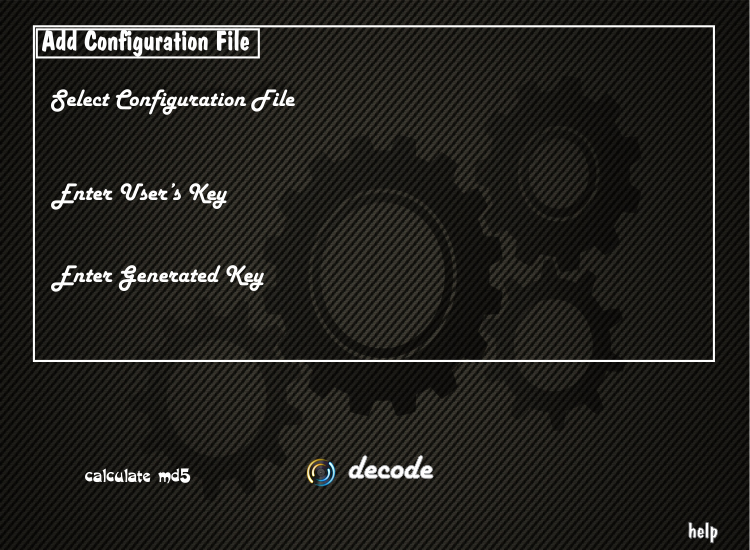 Add Configuration File
Select Configuration File
Enter User's Key
Enter Generated Key
calculate md5
decode
help